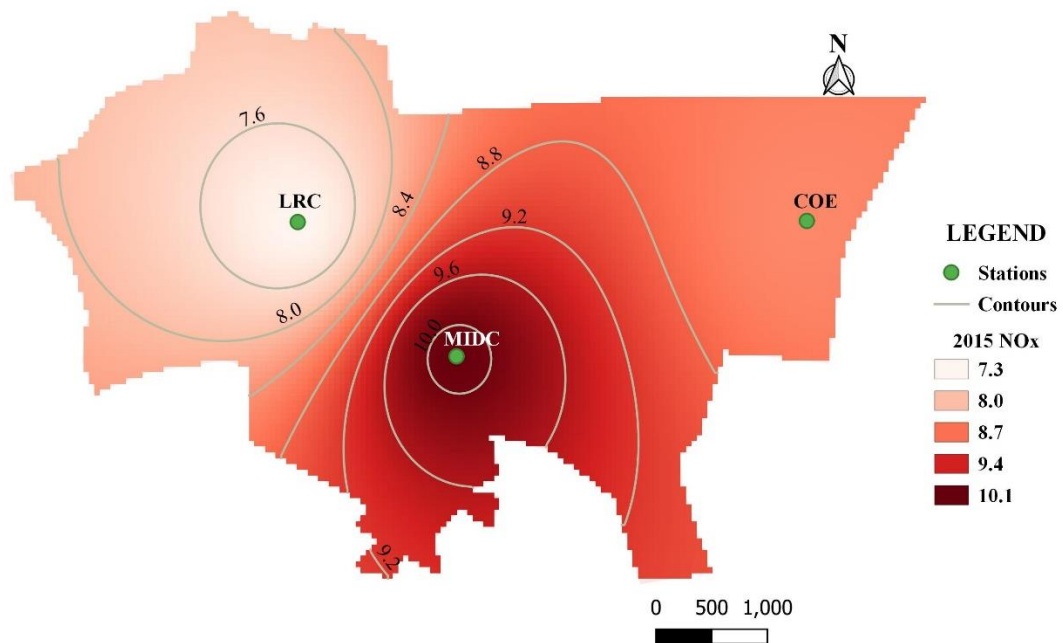 N
7.6
8.8
LRC
8.4
COE
9.2
LEGEND
9.6
Stations
8.0
Contours
10.0
MIDC
2015 NOx
7.3
8.0
8.7
9.4
10.1
9.2
0 500 1,000